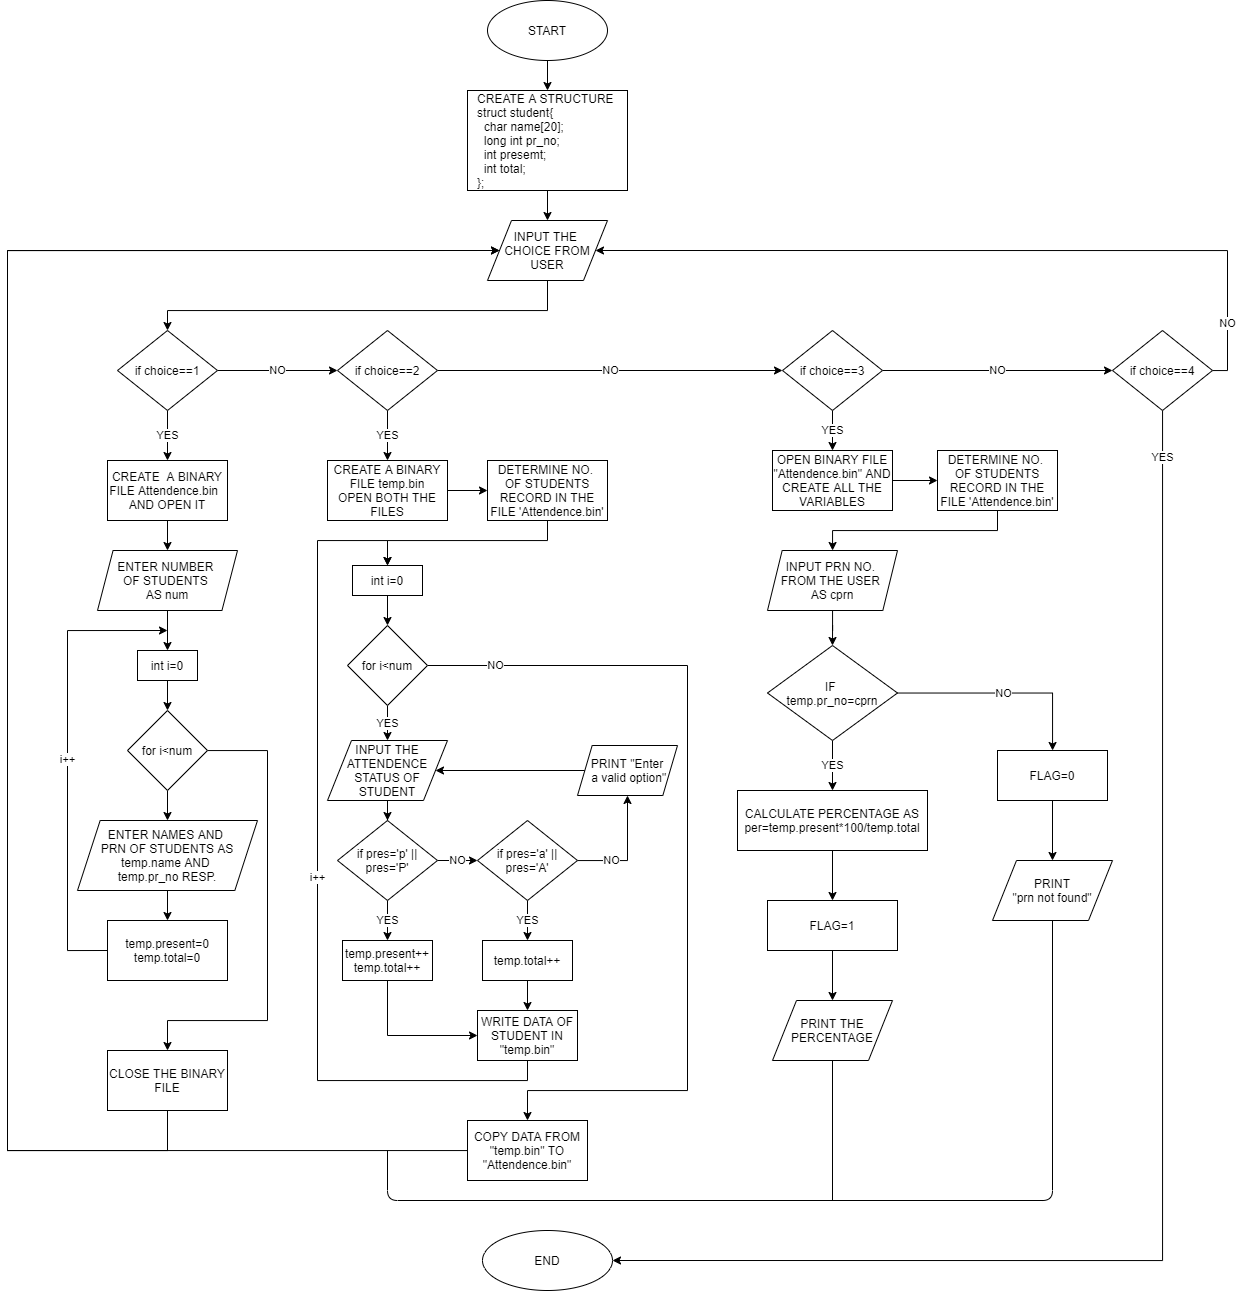 START
CREATE A STRUCTURE
struct student{
char name[20];
long int pr_no;
int presemt;
int total;
};
INPUT THE
CHOICE FROM
USER
NO
if choice==1
NO
if choice==2
NO
if choice==3
NO
if choice==4
YES
YES
YES
YES
CREATE A BINARY
FILE Attendence.bin
AND OPEN IT
CREATE A BINARY
FILE temp.bin
OPEN BOTH THE
FILES
DETERMINE NO.
OF STUDENTS
RECORD IN THE
FILE 'Attendence.bin'
OPEN BINARY FILE
"Attendence.bin" AND
CREATE ALL THE
VARIABLES
DETERMINE NO.
OF STUDENTS
RECORD IN THE
FILE 'Attendence.bin'
ENTER NUMBER
OF STUDENTS
AS num
int i=0
INPUT PRN NO.
FROM THE USER
AS cprn
int i=0
for i<num
NO
IF
temp.pr_no=cprn
NO
YES
i++
for i<num
INPUT THE
ATTENDENCE
STATUS OF
STUDENT
PRINT "Enter
a valid option"
YES
FLAG=0
CALCULATE PERCENTAGE AS
per=temp.present*100/temp.total
ENTER NAMES AND
PRN OF STUDENTS AS
temp.name AND
temp.pr_no RESP.
if pres='p' ||
pres='P'
NO
if pres='a' ||
pres='A'
NO
i++
PRINT
"prn not found"
YES
YES
FLAG=1
temp.present=0
temp.total=0
temp.present++
temp.total++
temp.total++
WRITE DATA OF
STUDENT IN
"temp.bin"
PRINT THE
PERCENTAGE
CLOSE THE BINARY
FILE
COPY DATA FROM
"temp.bin" TO
"Attendence.bin"
END